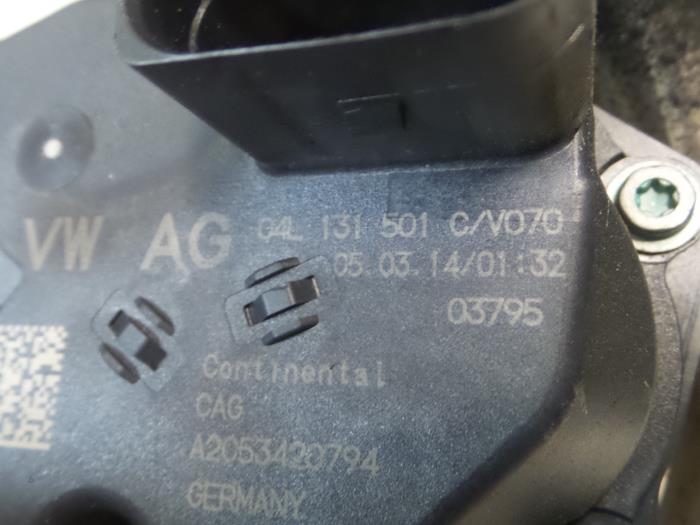 VW AG 04L 131 501 C/V070
05.03.14/01:32
03795
Continental
CAG
A2053420794
GERMANY